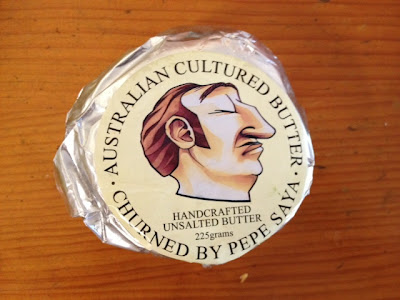 · AUSTRALIAN CULTURED BUTTER ·
HANDCRAFTED
UNSALTED BUTTER
225grams
CHURNED BY PEPE SAYA